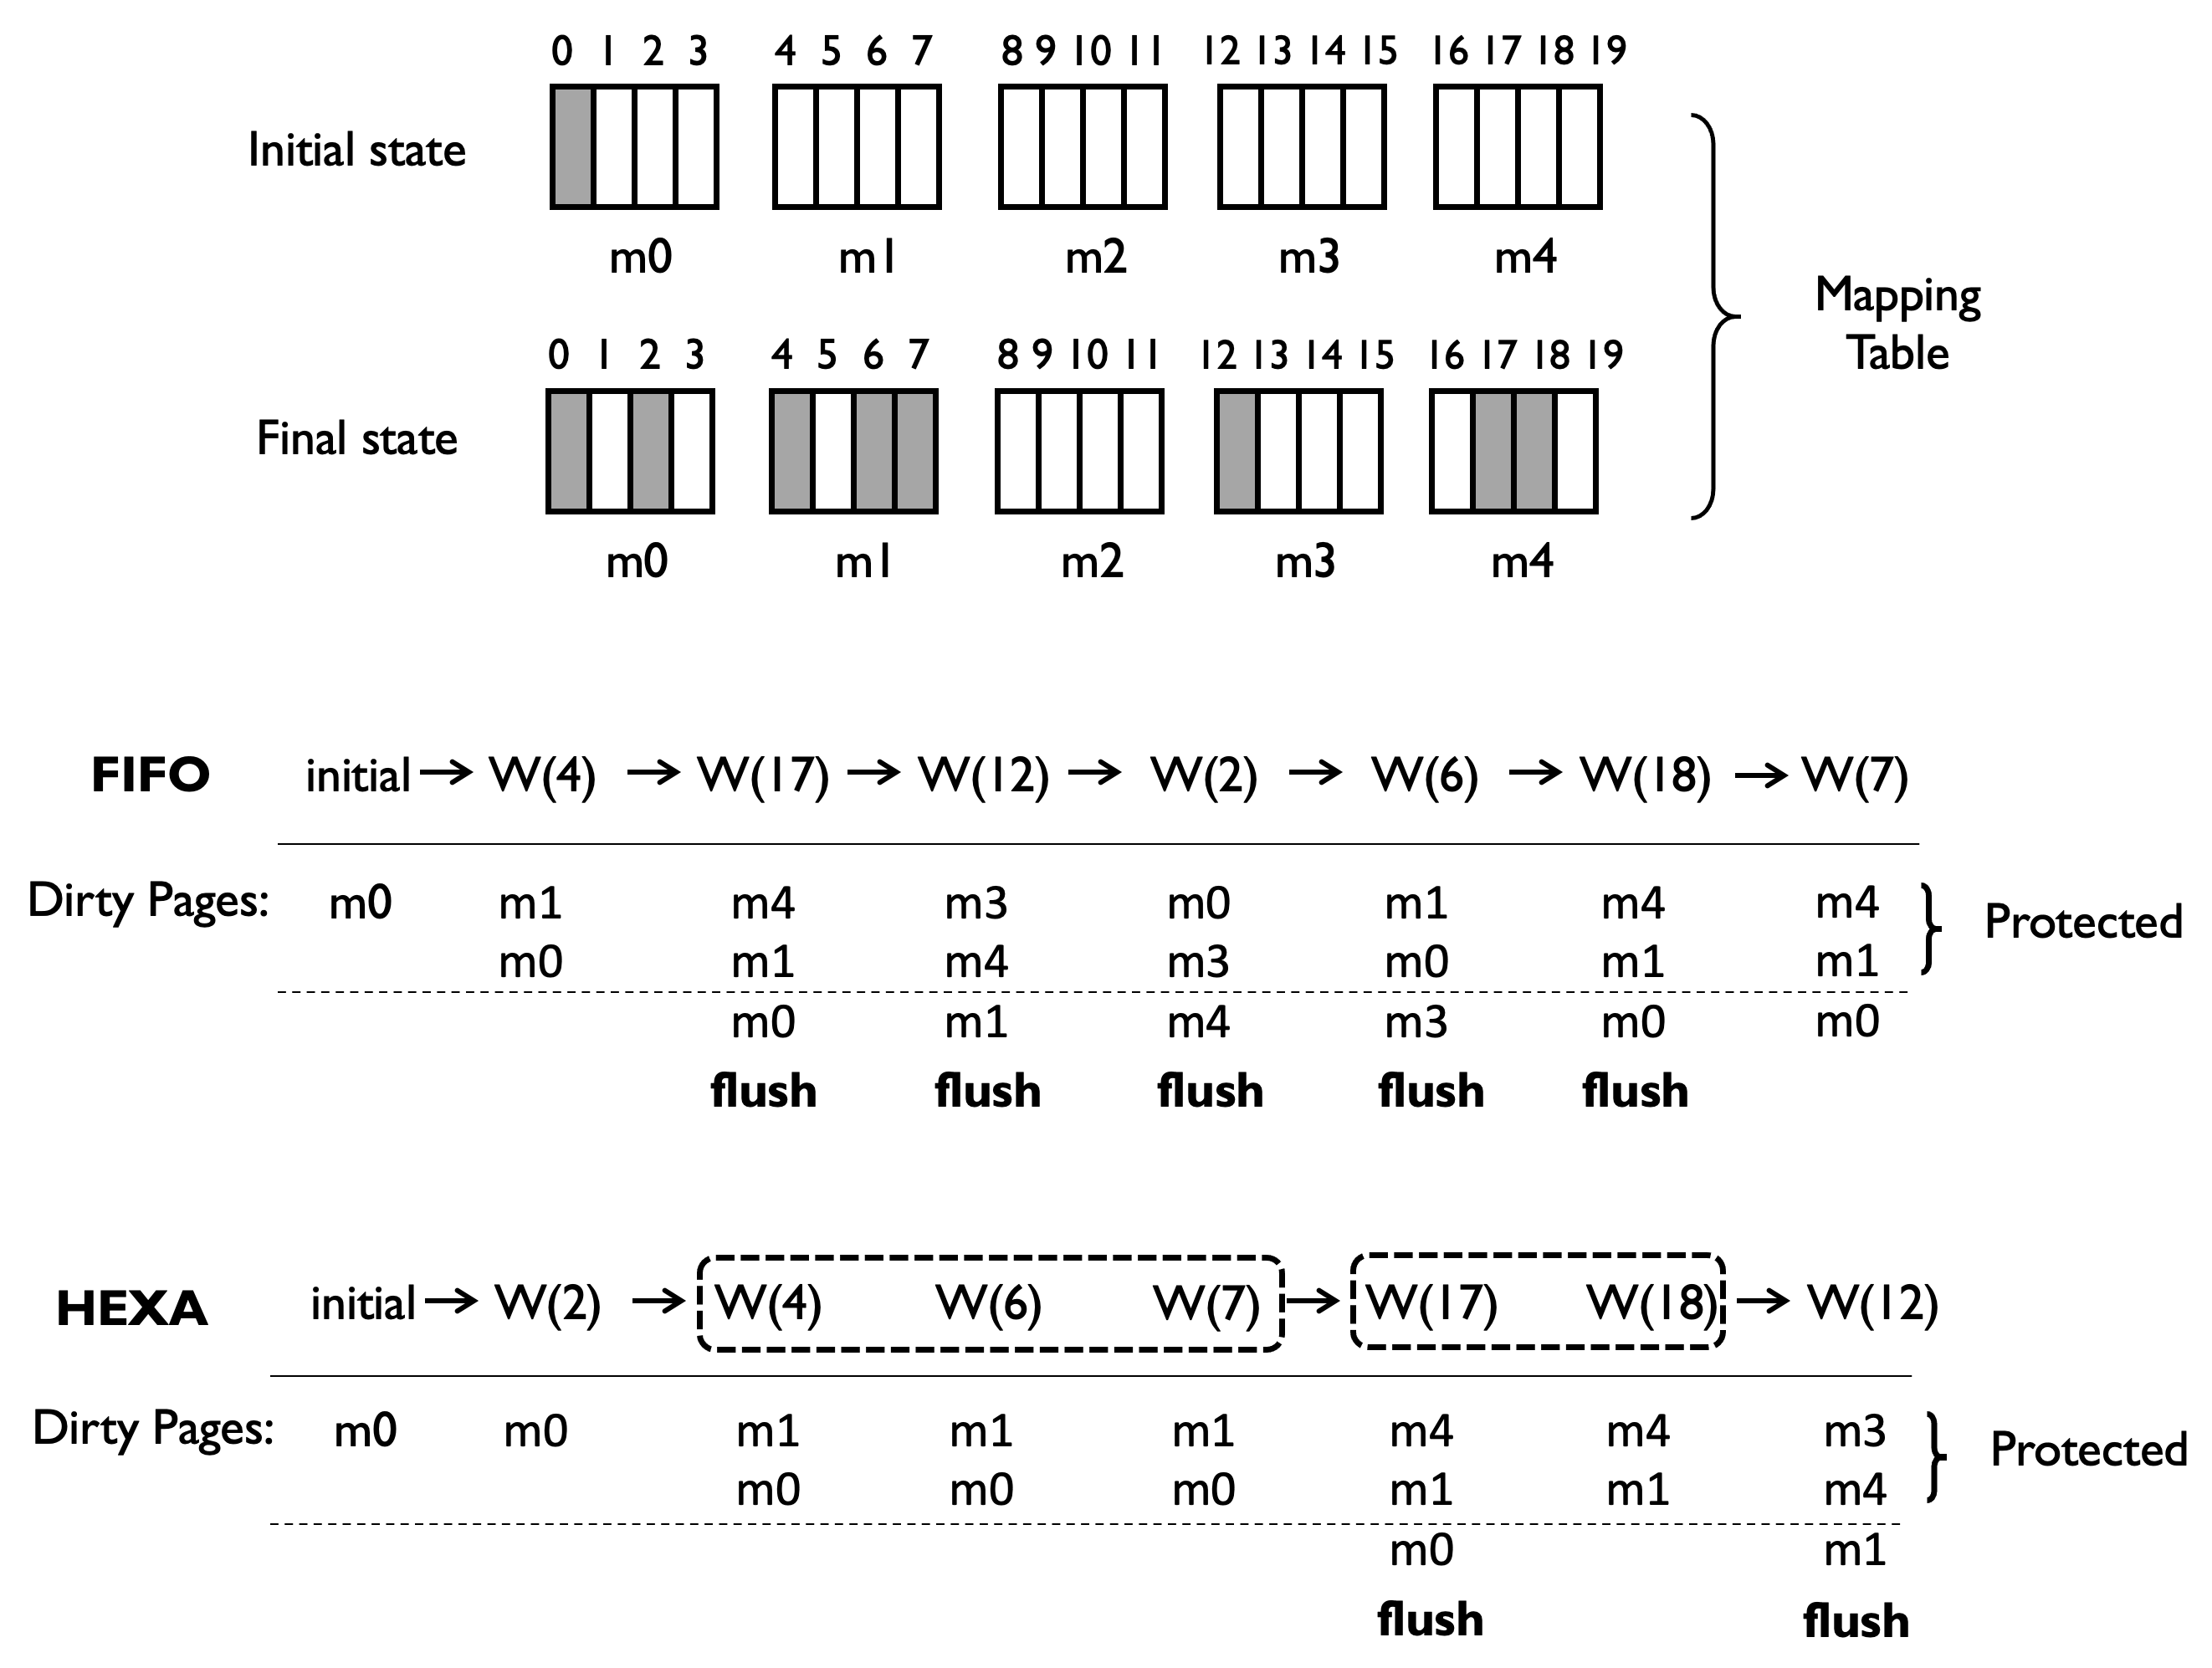 0 1 2 3 4 5 6 7 8 9 10 11 12 13 14 15 16 17 18 19
Initial state
m0 m1 m2 m3 m4
Mapping
Table
0 1 2 3 4 5 6 7 8 9 10 11 12 13 14 15 16 17 18 19
Final state
m0 m1 m2 m3 m4
FIFO initial → W(4) → W(17) → W(12) → W(2) → W(6) → W(18) → W(7)
Dirty Pages: m0 m1 m4 m3 m0 m1 m4 m4
Protected
m0 m1 m4 m3 m0 m1 m1
m0 m1 m4 m3 m0 m0
flush flush flush flush flush
HEXA initial → W(2) → W(4) W(6) W(7) → W(17) W(18) → W(12)
Dirty Pages: m0 m0 m1 m1 m1 m4 m4 m3
Protected
m0 m0 m0 m1 m1 m4
m0 m1
flush flush